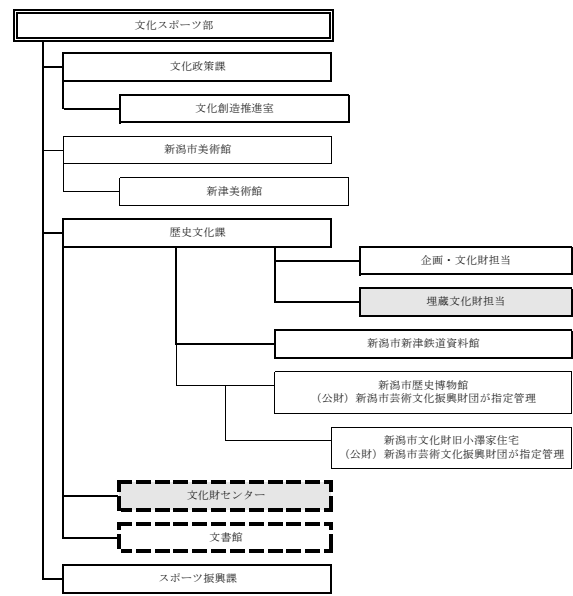 文化スポーツ部
文化政策課
文化創造推進室
新潟市美術館
新津美術館
歴史文化課
企画・文化財担当
埋蔵文化財担当
新潟市新津鉄道資料館
新潟市歴史博物館
（公財）新潟市芸術文化振興財団が指定管理
新潟市文化財旧小澤家住宅
（公財）新潟市芸術文化振興財団が指定管理
文化財センター
文書館
スポーツ振興課